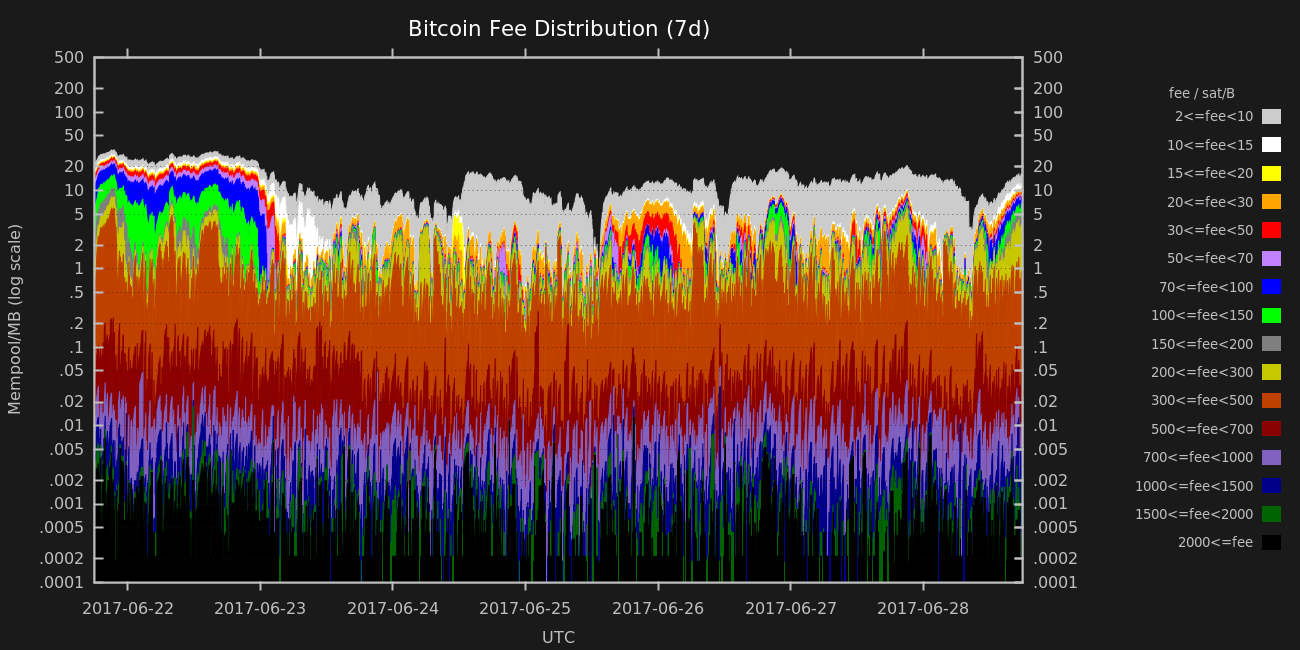 Bitcoin Fee Distribution (7d)
500 500
200 200
100 100
50 50
20 20
10 10
5 5
2 2
1 1
.5 .5
.2 .2
.1 .1
.05 .05
.02 .02
.01 .01
.005 .005
.002 .002
.001 .001
.0005 .0005
.0002 .0002
.0001 .0001
Mempool/MB (log scale)
2017-06-22 2017-06-23 2017-06-24 2017-06-25 2017-06-26 2017-06-27 2017-06-28
UTC
fee / sat/B
2<=fee<10
10<=fee<15
15<=fee<20
20<=fee<30
30<=fee<50
50<=fee<70
70<=fee<100
100<=fee<150
150<=fee<200
200<=fee<300
300<=fee<500
500<=fee<700
700<=fee<1000
1000<=fee<1500
1500<=fee<2000
2000<=fee